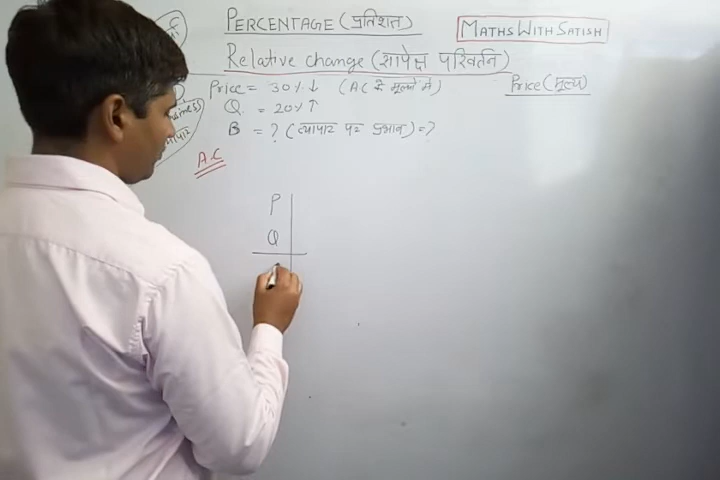 PERCENTAGE (प्रतिशत)
MATHS WITH SATISH
Relative change (सापेक्ष परिवर्तन)
Price = 30% ↓ (AC के मूल्यों में)
Price (मूल्य)
Q. = 20% ↑
B = ? (व्यापार पर प्रभाव) = ?
AC
P
Q